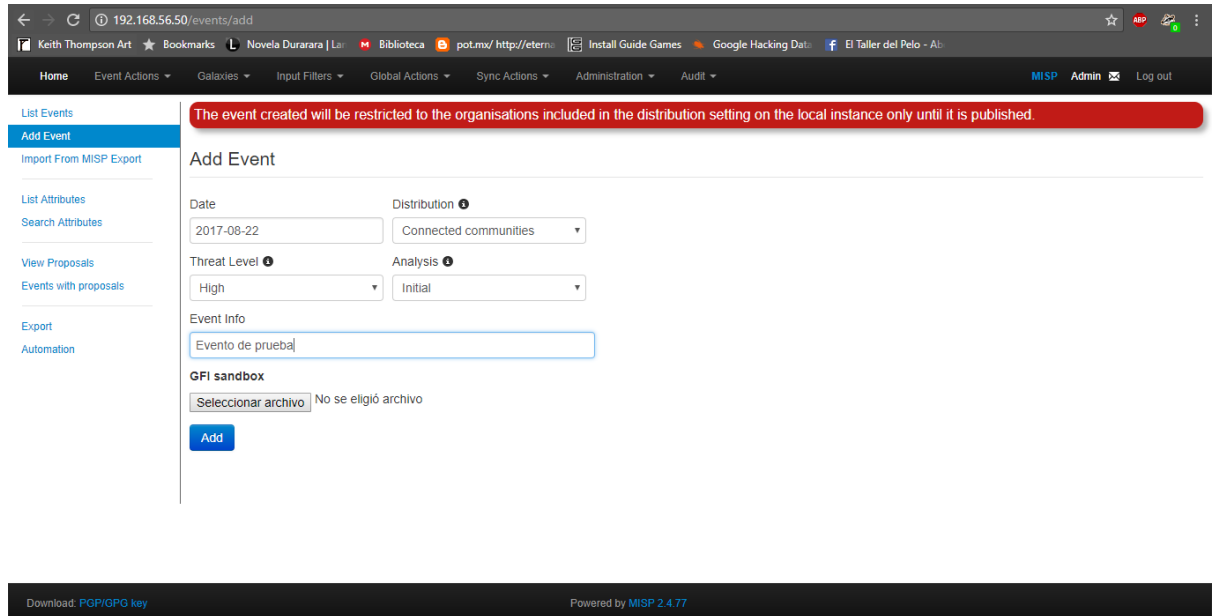 192.168.56.50/events/add
ABP
0
Keith Thompson Art Bookmarks L Novela Durarara | Lar M Biblioteca pot.mx/ http://eterna Install Guide Games Google Hacking Data f El Taller del Pelo - Ab
Home Event Actions Galaxies Input Filters Global Actions Sync Actions Administration Audit MISP Admin Log out
List Events
Add Event
Import From MISP Export
List Attributes
Search Attributes
View Proposals
Events with proposals
Export
Automation
The event created will be restricted to the organisations included in the distribution setting on the local instance only until it is published.
Add Event
Date Distribution
2017-08-22 Connected communities
Threat Level Analysis
High Initial
Event Info
Evento de prueba
GFI sandbox
Seleccionar archivo No se eligió archivo
Add
Download: PGP/GPG key Powered by MISP 2.4.77